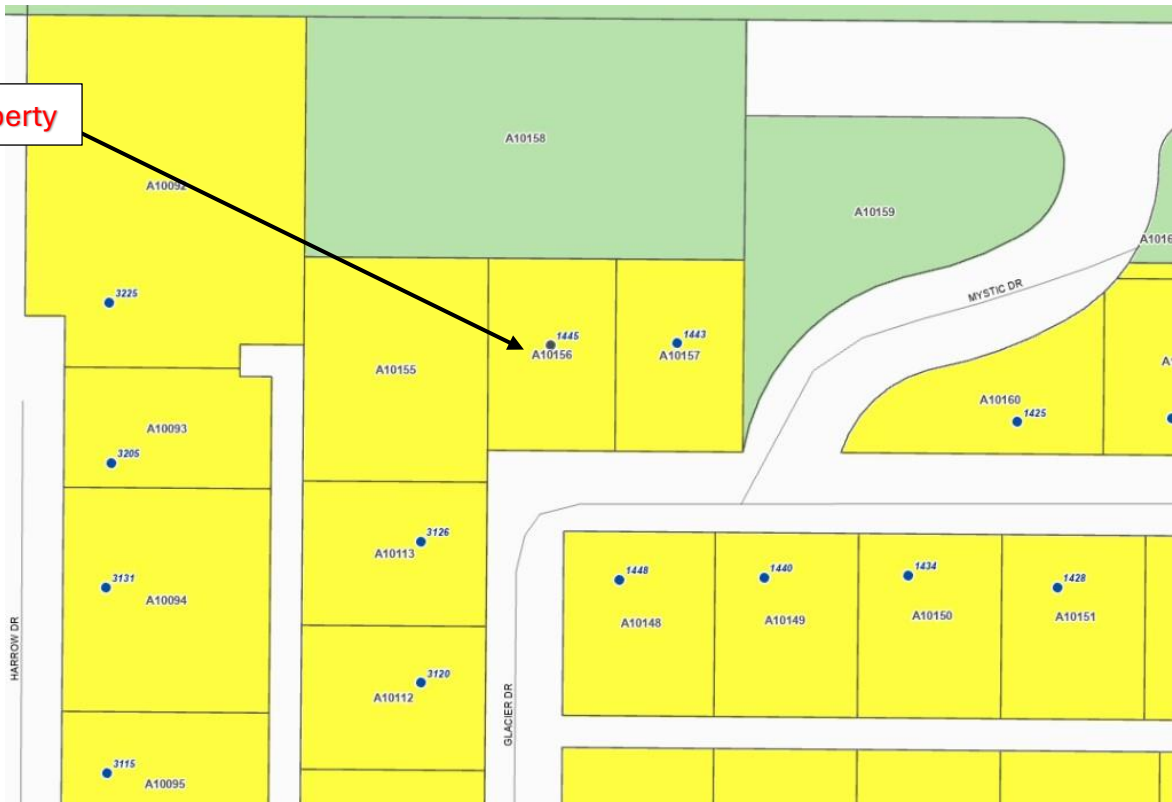 perty
A10158
A10092
A10159
A1016
3225
MYSTIC DR
1445
1443
A10156
A10157
A10155
A1
A10160
1425
A10093
3205
3126
A10113
3131
A10094
1448
1440
1434
1428
A10148
A10149
A10150
A10151
HARROW DR
3120
A10112
GLACIER DR
3115
A10095